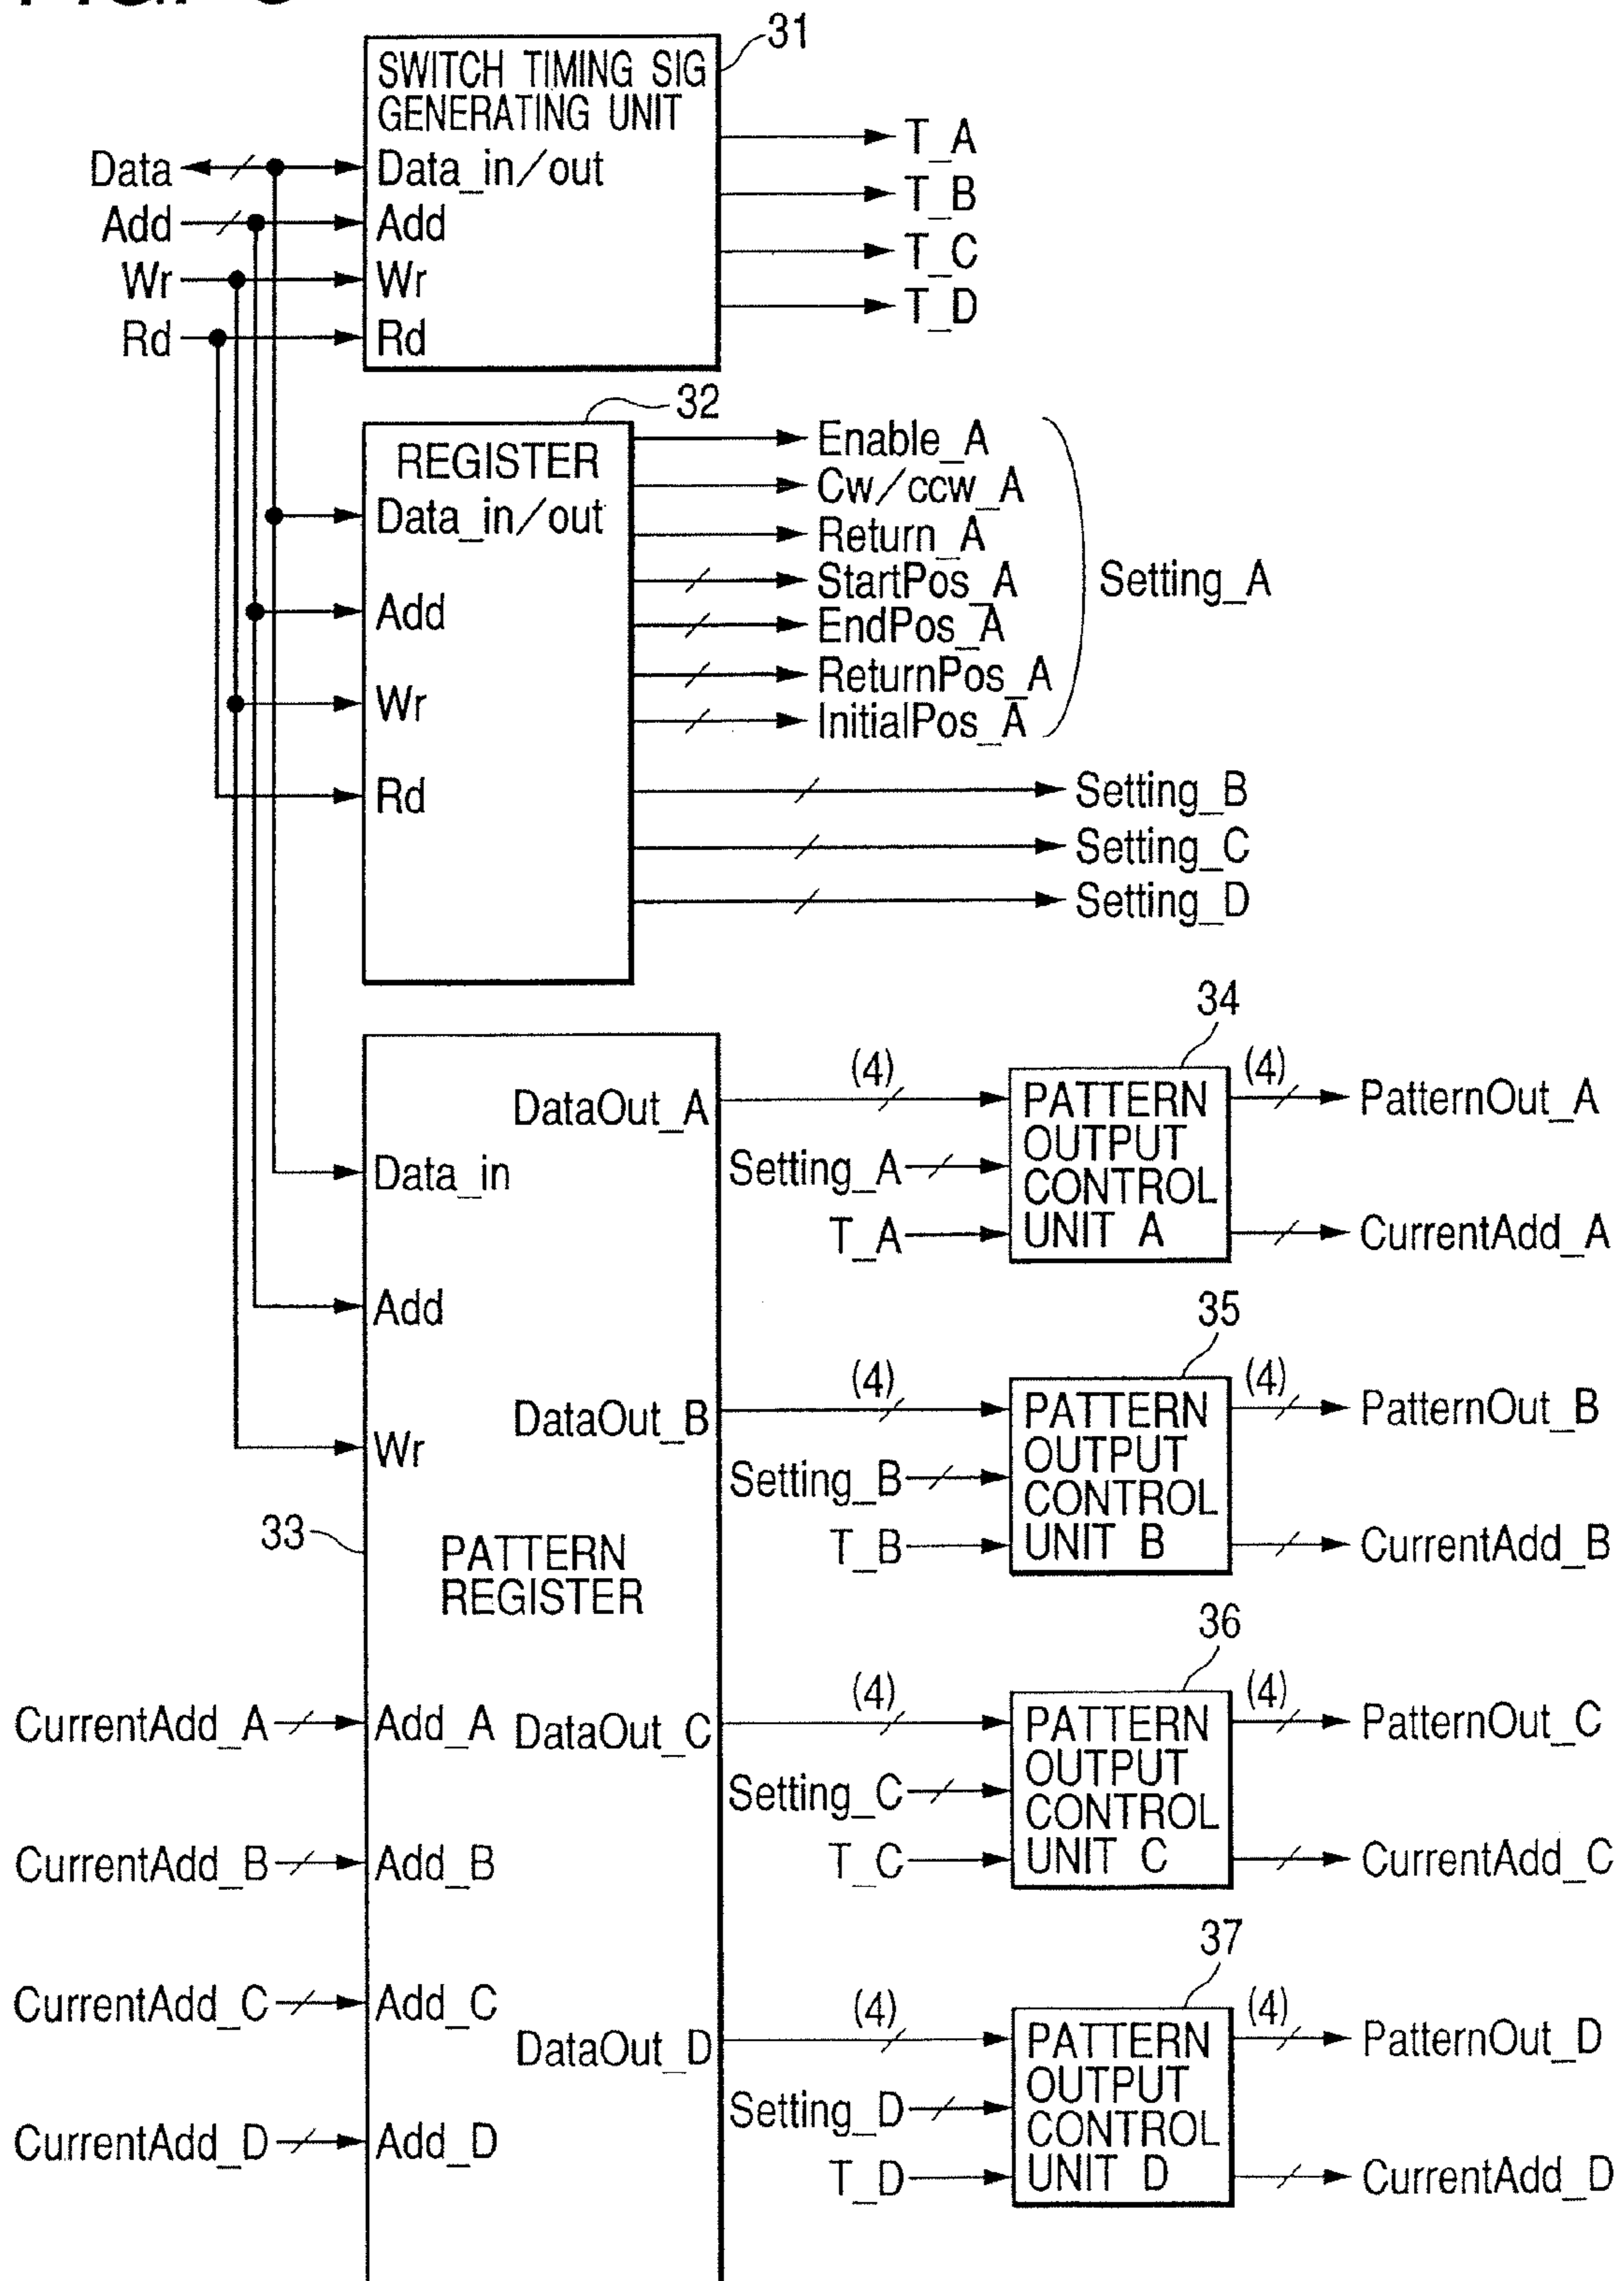 31
SWITCH TIMING SIG
GENERATING UNIT
Data
Data_in/out
Add
Add
Wr
Wr
Rd
Rd
T_A
T_B
T_C
T_D
32
REGISTER
Data_in/out
Add
Wr
Rd
Enable_A
Cw/ccw_A
Return_A
StartPos_A
EndPos_A
ReturnPos_A
InitialPos_A
Setting_A
Setting_B
Setting_C
Setting_D
33
PATTERN
REGISTER
Data_in
Add
Wr
CurrentAdd_A
Add_A
CurrentAdd_B
Add_B
CurrentAdd_C
Add_C
CurrentAdd_D
Add_D
DataOut_A
DataOut_B
DataOut_C
DataOut_D
34
(4)
Setting_A
T_A
PATTERN
OUTPUT
CONTROL
UNIT A
(4)
PatternOut_A
CurrentAdd_A
35
(4)
Setting_B
T_B
PATTERN
OUTPUT
CONTROL
UNIT B
(4)
PatternOut_B
CurrentAdd_B
36
(4)
Setting_C
T_C
PATTERN
OUTPUT
CONTROL
UNIT C
(4)
PatternOut_C
CurrentAdd_C
37
(4)
Setting_D
T_D
PATTERN
OUTPUT
CONTROL
UNIT D
(4)
PatternOut_D
CurrentAdd_D